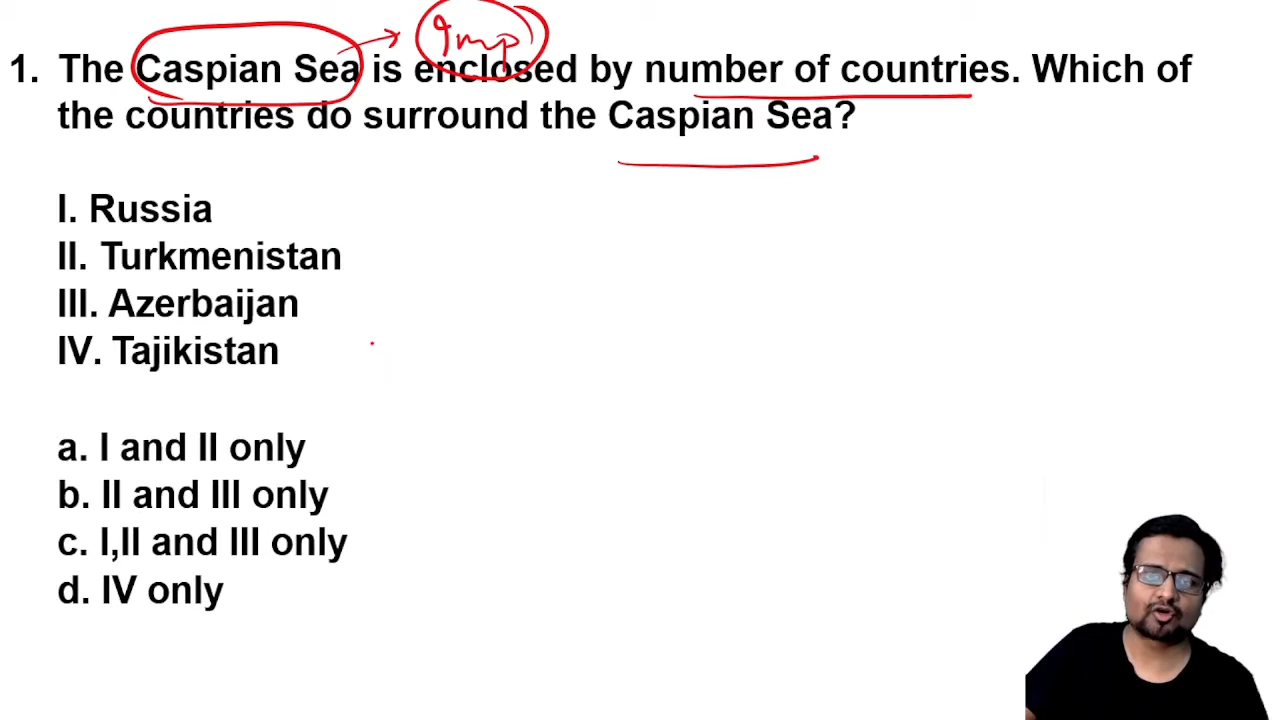 Imp
1. The Caspian Sea is enclosed by number of countries. Which of
the countries do surround the Caspian Sea?
I. Russia
II. Turkmenistan
III. Azerbaijan
IV. Tajikistan
a. I and II only
b. II and III only
c. I,II and III only
d. IV only